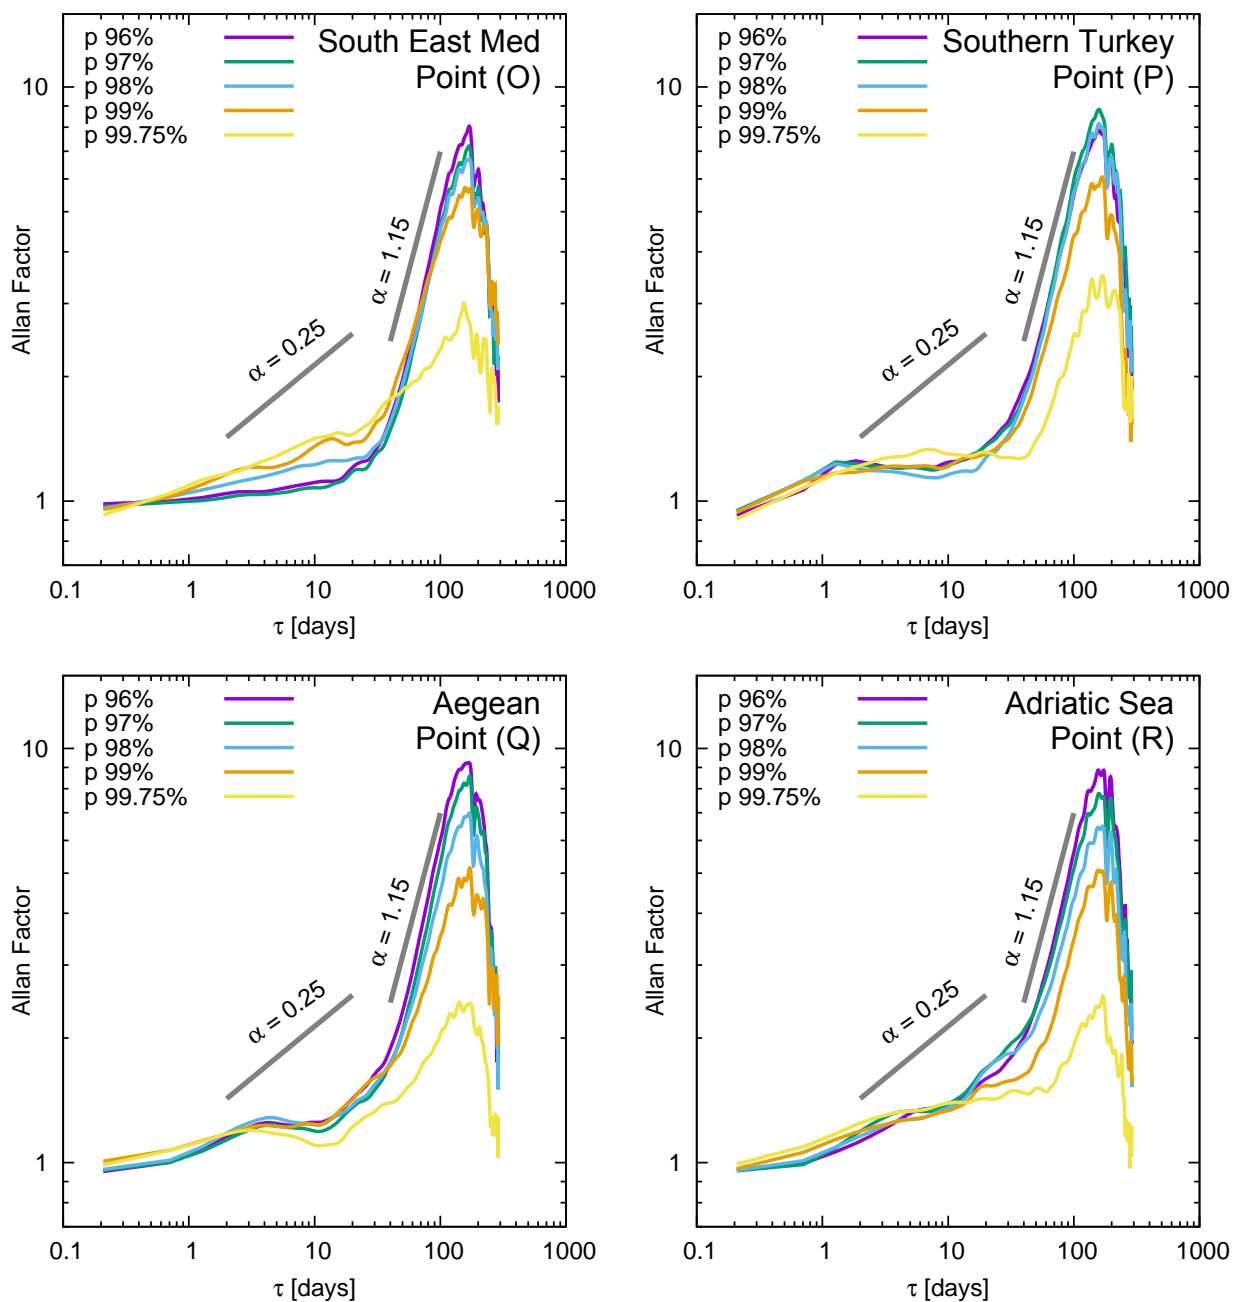 p 96%
p 97%
p 98%
p 99%
p 99.75%
South East Med
Point (O)
10
1
Allan Factor
α = 0.25
α = 1.15
0.1 1 10 100 1000
τ [days]
p 96%
p 97%
p 98%
p 99%
p 99.75%
Southern Turkey
Point (P)
10
1
Allan Factor
α = 0.25
α = 1.15
0.1 1 10 100 1000
τ [days]
p 96%
p 97%
p 98%
p 99%
p 99.75%
Aegean
Point (Q)
10
1
Allan Factor
α = 0.25
α = 1.15
0.1 1 10 100 1000
τ [days]
p 96%
p 97%
p 98%
p 99%
p 99.75%
Adriatic Sea
Point (R)
10
1
Allan Factor
α = 0.25
α = 1.15
0.1 1 10 100 1000
τ [days]